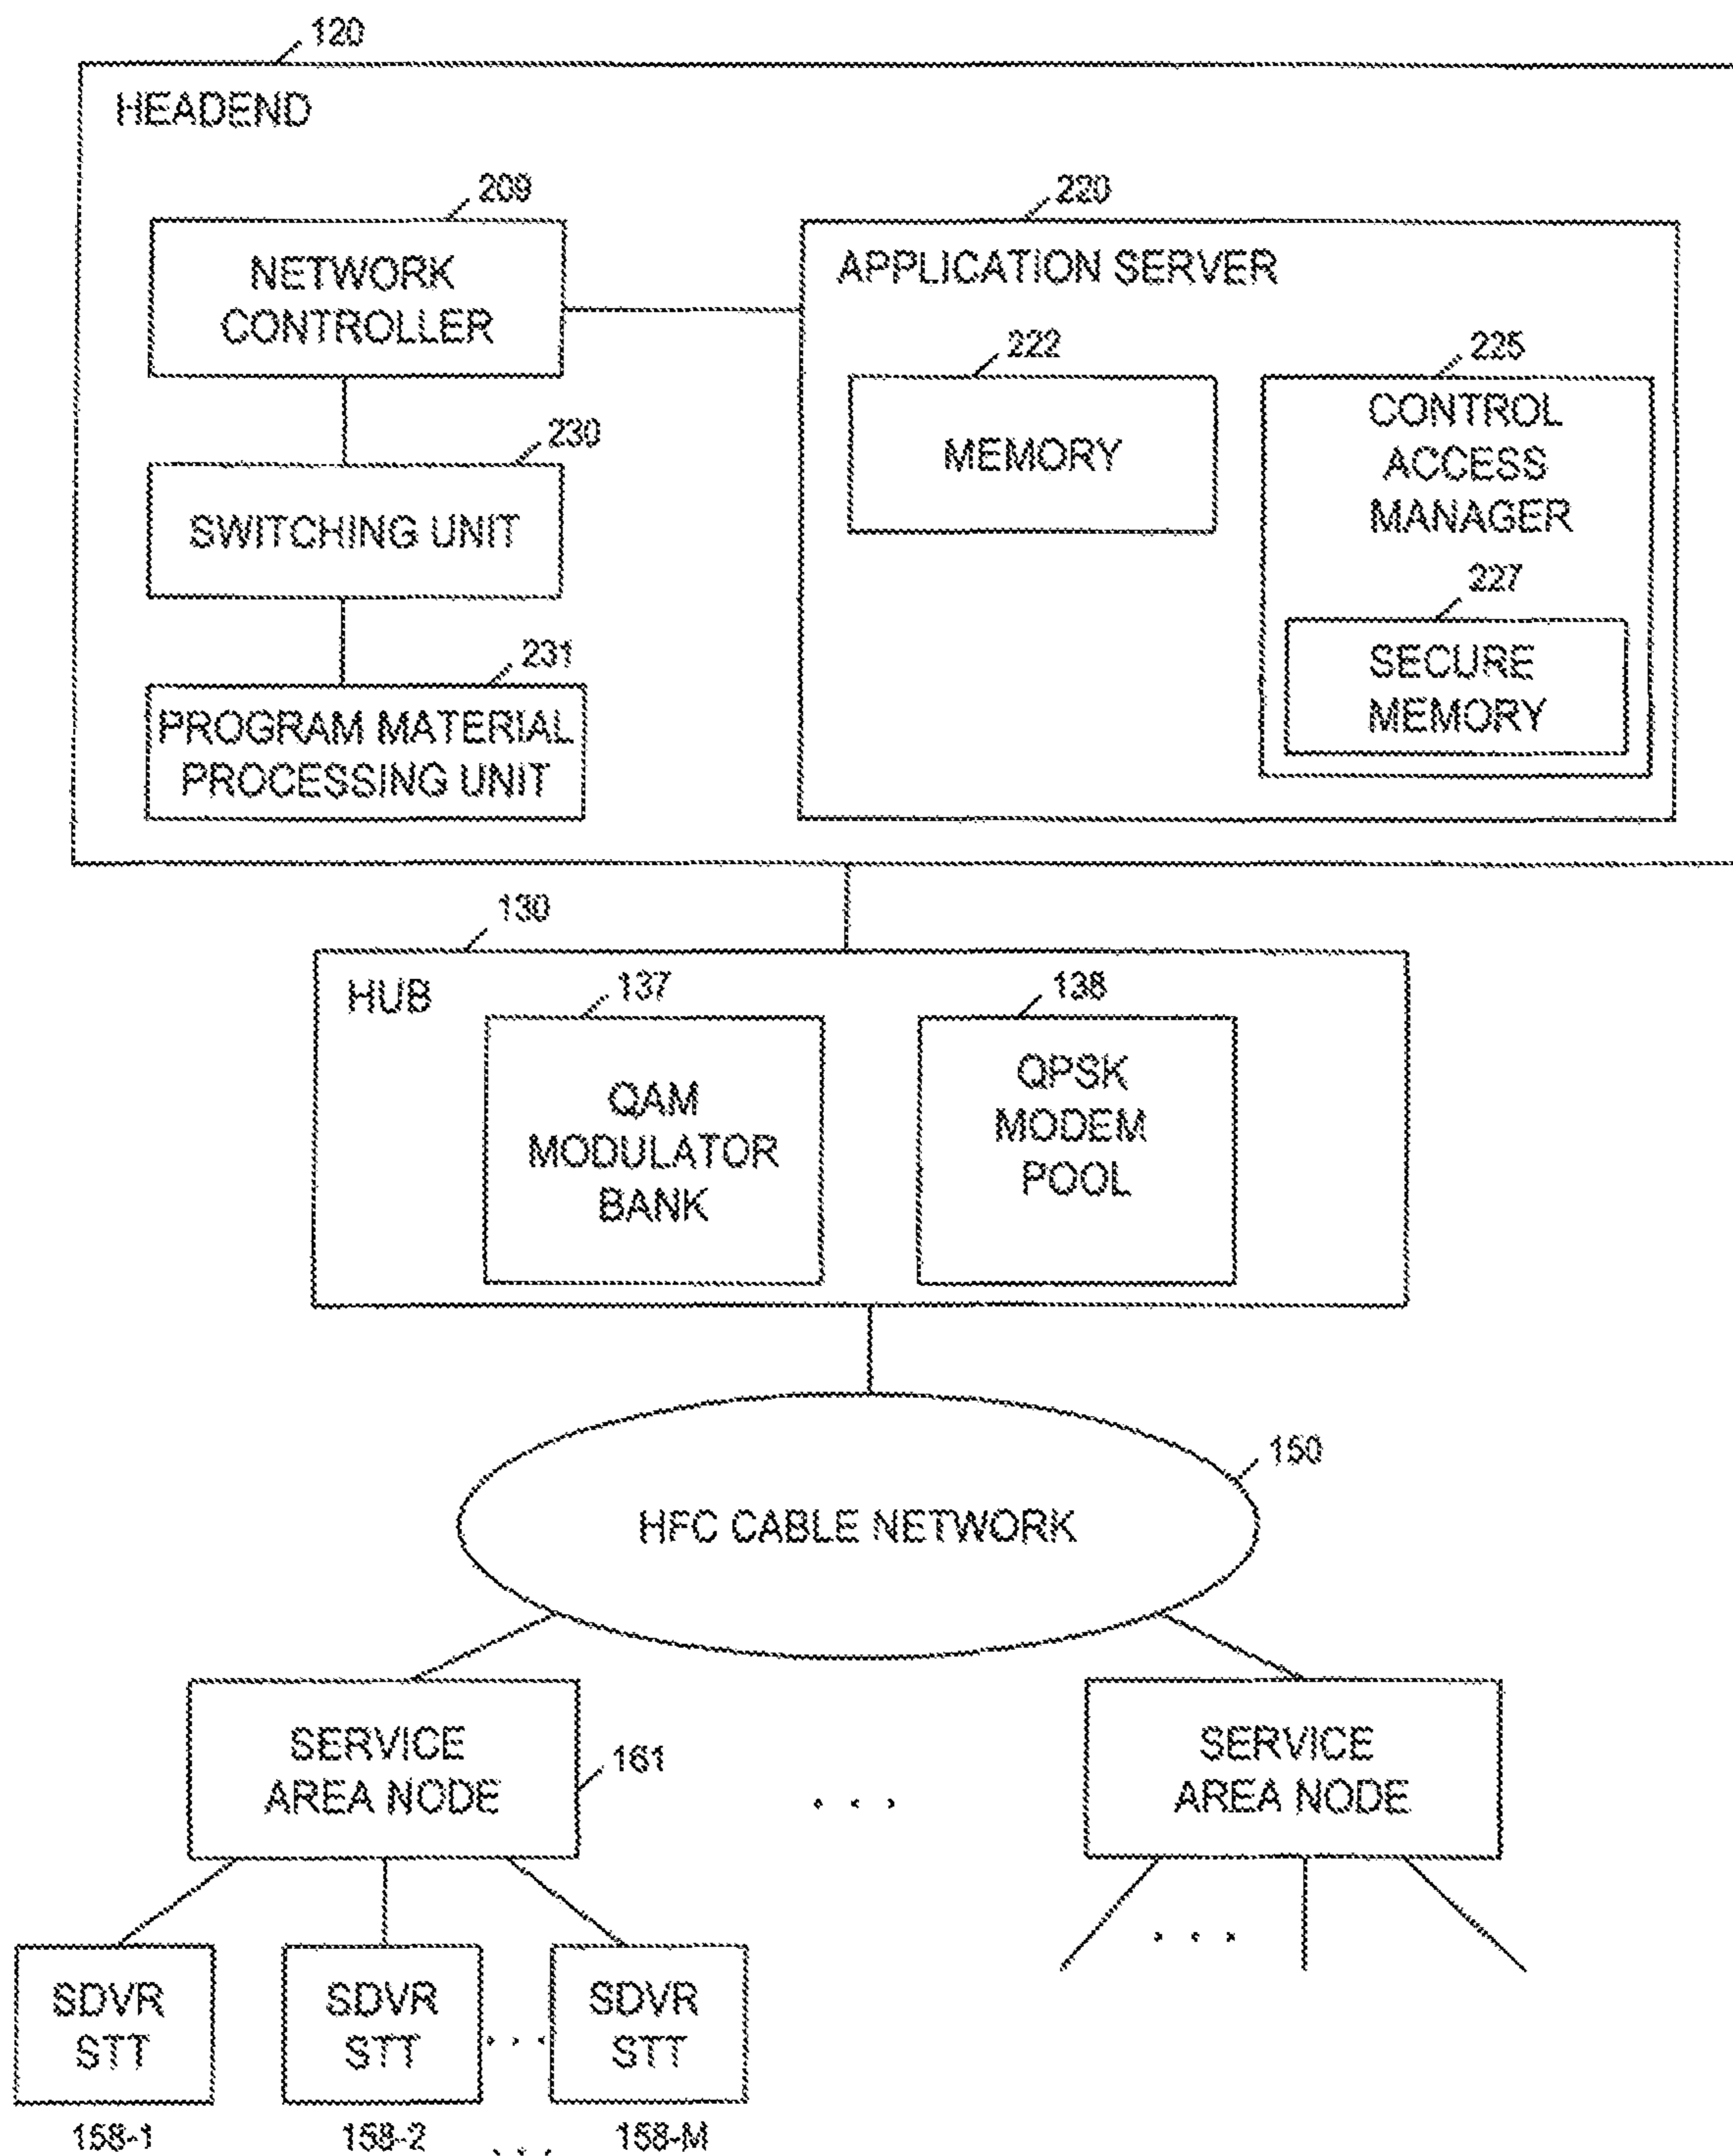 120
HEADEND
209
NETWORK
CONTROLLER
220
APPLICATION SERVER
222
MEMORY
225
CONTROL
ACCESS
MANAGER
227
SECURE
MEMORY
230
SWITCHING UNIT
231
PROGRAM MATERIAL
PROCESSING UNIT
130
HUB
137
QAM
MODULATOR
BANK
138
QPSK
MODEM
POOL
150
HFC CABLE NETWORK
SERVICE
AREA NODE
161
. . .
SERVICE
AREA NODE
. . .
SDVR
STT
158-1
SDVR
STT
158-2
. . .
. . .
SDVR
STT
158-M